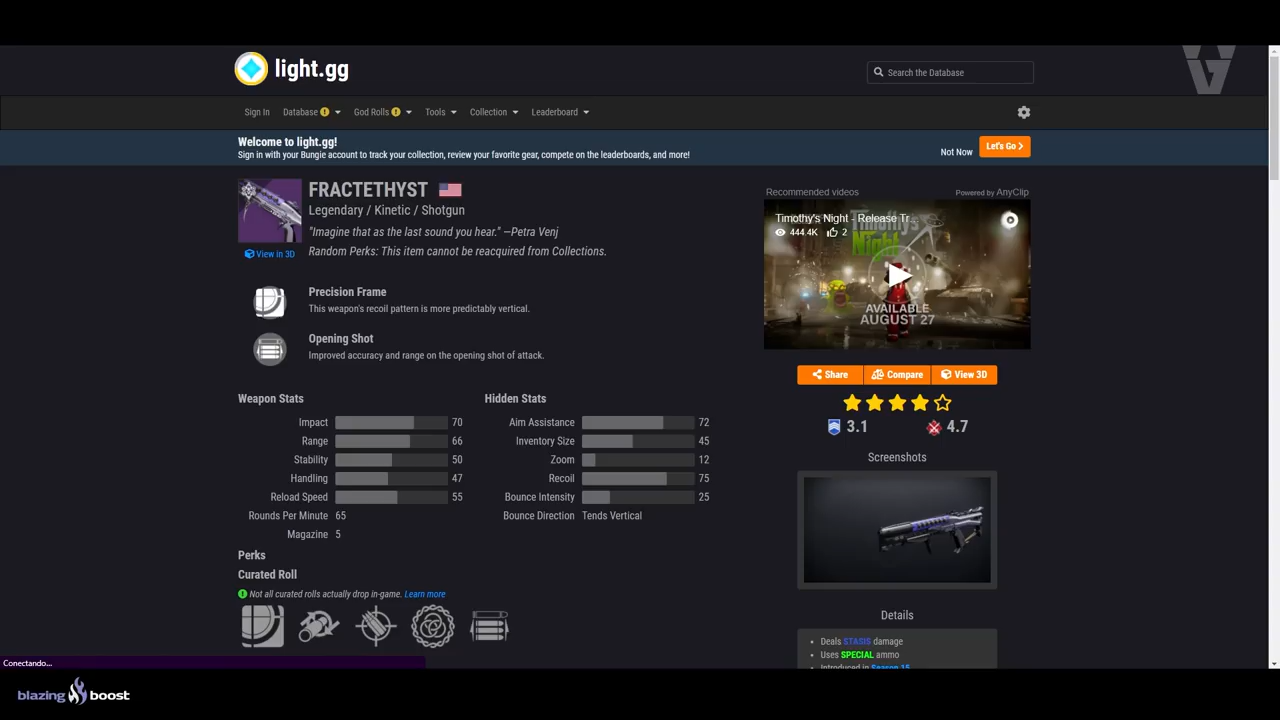 light.gg
Search the Database
Sign In Database God Rolls Tools Collection Leaderboard
Welcome to light.gg!
Sign in with your Bungie account to track your collection, review your favorite gear, compete on the leaderboards, and more!
Not Now Let's Go
FRACTETHYST
Legendary / Kinetic / Shotgun
"Imagine that as the last sound you hear." —Petra Venj
Random Perks: This item cannot be reacquired from Collections.
View in 3D
Precision Frame
This weapon's recoil pattern is more predictably vertical.
Opening Shot
Improved accuracy and range on the opening shot of attack.
Weapon Stats
Impact 70
Range 66
Stability 50
Handling 47
Reload Speed 55
Rounds Per Minute 65
Magazine 5
Hidden Stats
Aim Assistance 72
Inventory Size 45
Zoom 12
Recoil 75
Bounce Intensity 25
Bounce Direction Tends Vertical
Perks
Curated Roll
Not all curated rolls actually drop in-game. Learn more
Recommended videos Powered by AnyClip
Timothy's Night - Release Tr...
444.4K 2
Timothy's
Night
AVAILABLE
AUGUST 27
Share Compare View 3D
3.1 4.7
Screenshots
Details
Deals STASIS damage
Uses SPECIAL ammo
Introduced in Season 15
Conectando...
blazing boost